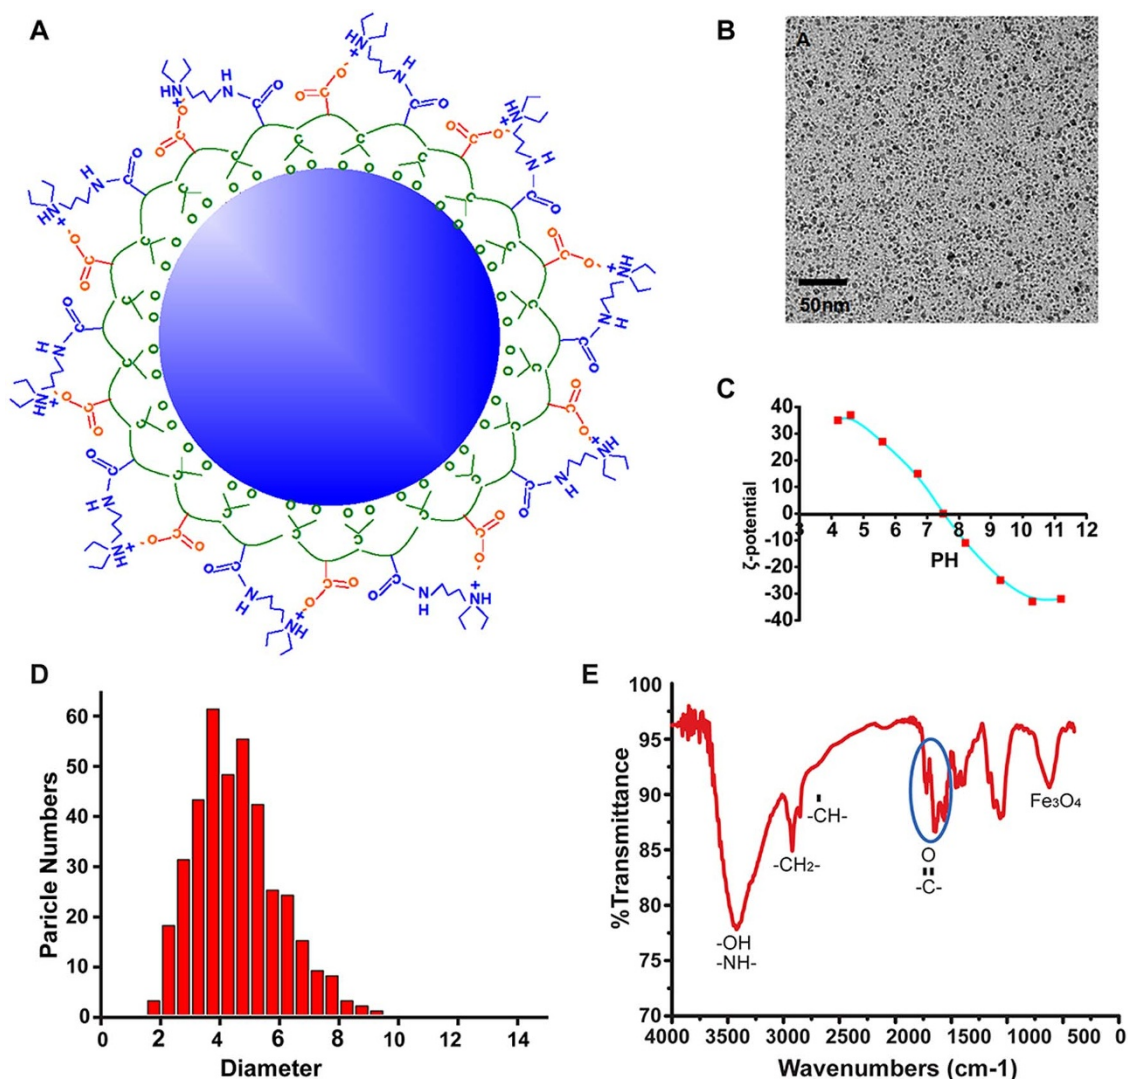 A
B
A
50nm
C
ζ-potential
40
30
20
10
0
-10
-20
-30
-40
3 4 5 6 7 8 9 10 11 12
PH
D
Paricle Numbers
60
50
40
30
20
10
0
0 2 4 6 8 10 12 14
Diameter
E
%Transmittance
100
95
90
85
80
75
70
-OH
-NH-
-CH2-
-CH-
O
-C-
Fe3O4
4000 3500 3000 2500 2000 1500 1000 500 0
Wavenumbers (cm-1)